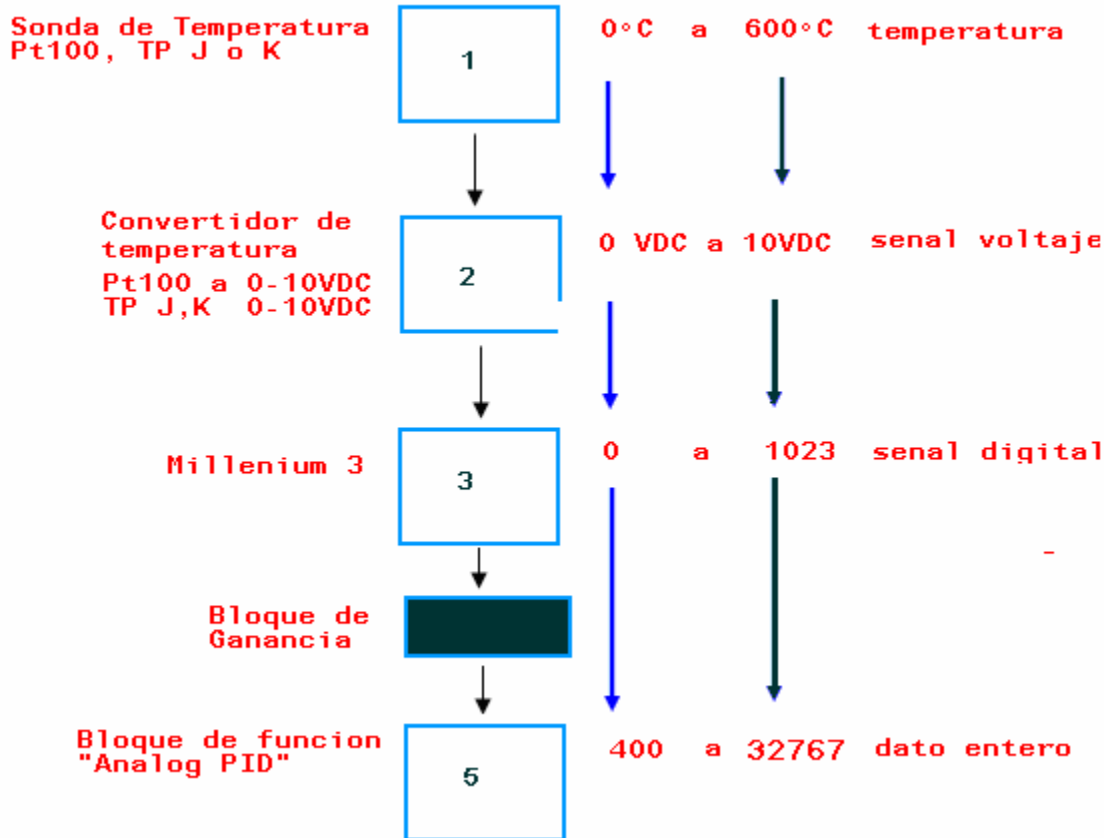 Sonda de Temperatura
Pt100, TP J o K
1
0°C a 600°C temperatura
Convertidor de
temperatura
Pt100 a 0-10VDC
TP J,K 0-10VDC
2
0 VDC a 10VDC senal voltaje
Millenium 3
3
0 a 1023 senal digital
-
Bloque de
Ganancia
Bloque de funcion
"Analog PID"
5
400 a 32767 dato entero